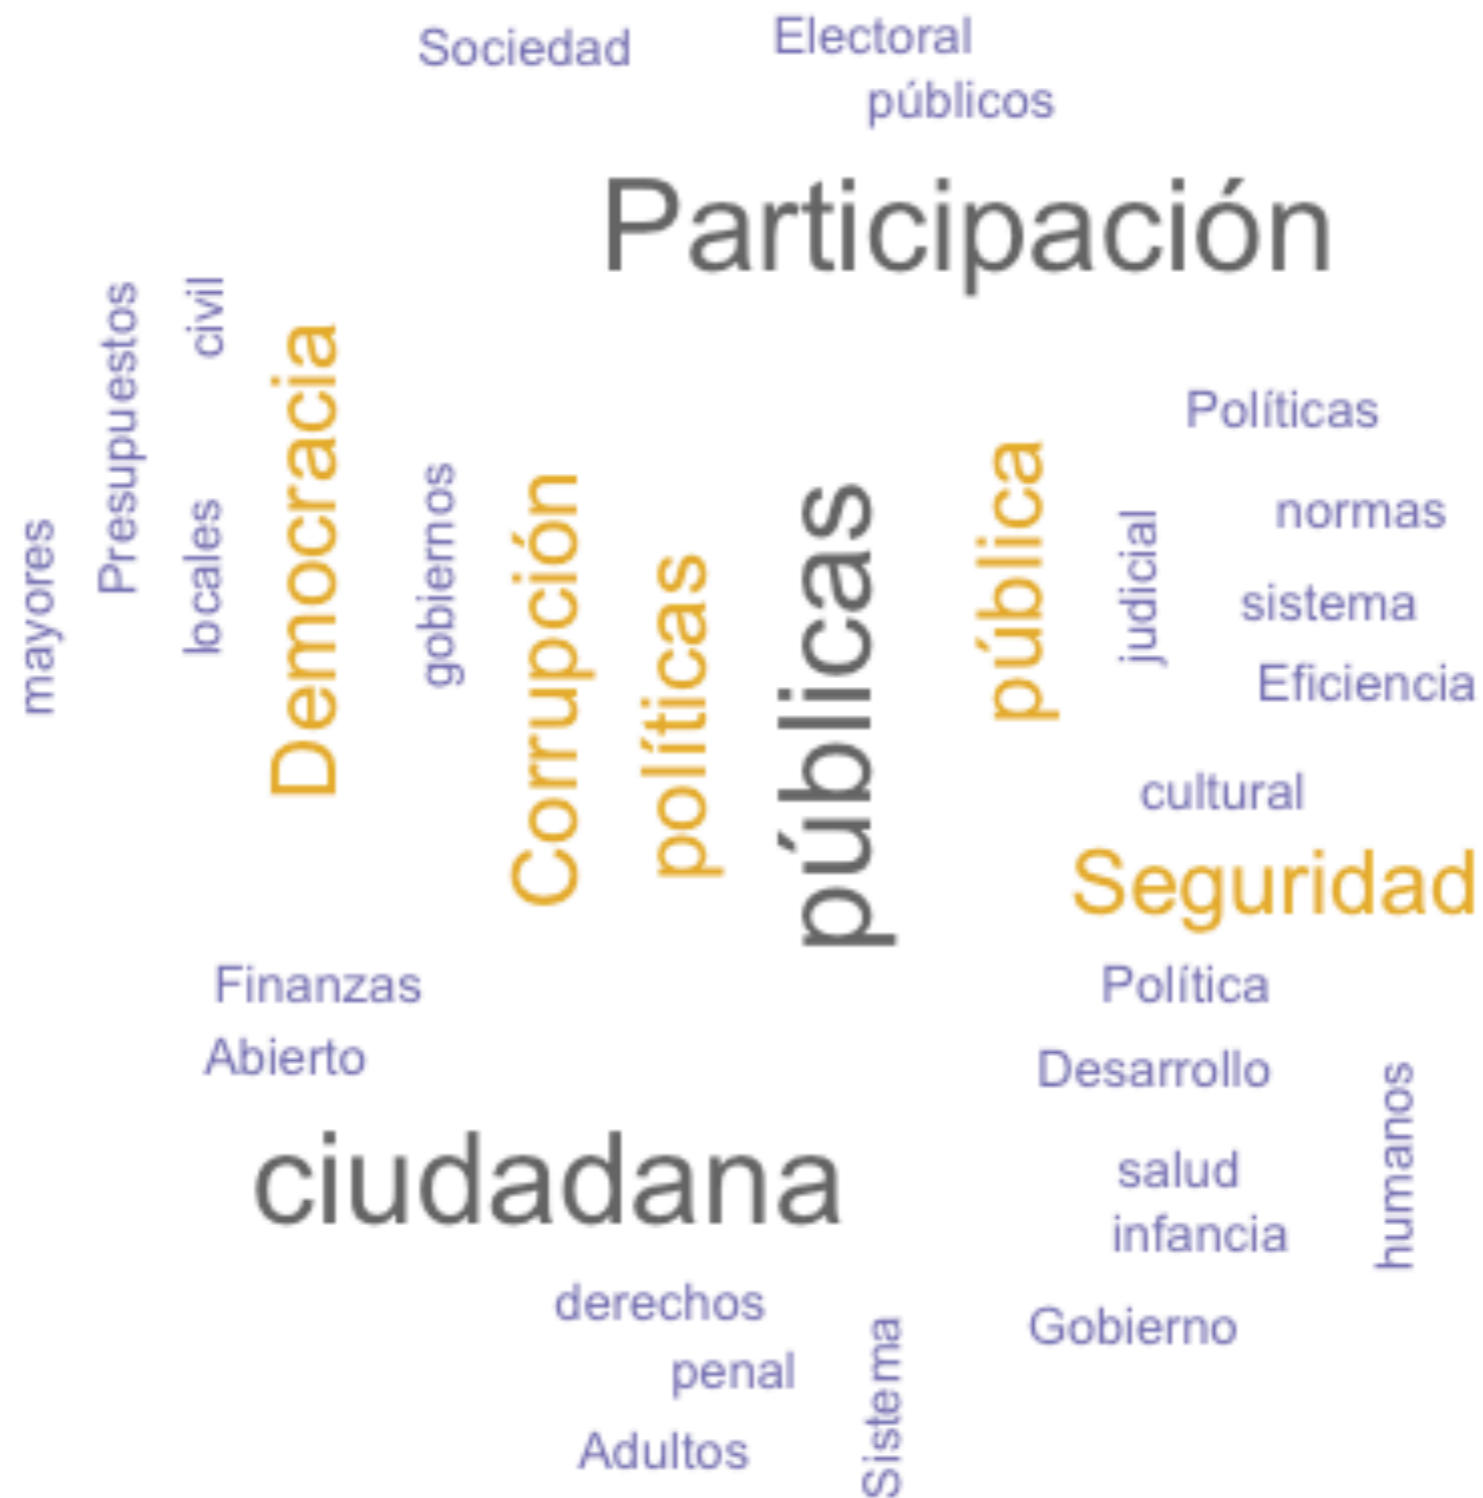 Sociedad
Electoral
públicos
Participación
Presupuestos
civil
Democracia
Políticas
mayores
locales
gobiernos
Corrupción
políticas
públicas
pública
judicial
normas
sistema
Eficiencia
cultural
Seguridad
Finanzas
Política
Abierto
Desarrollo
humanos
ciudadana
salud
infancia
derechos
Gobierno
penal
Sistema
Adultos